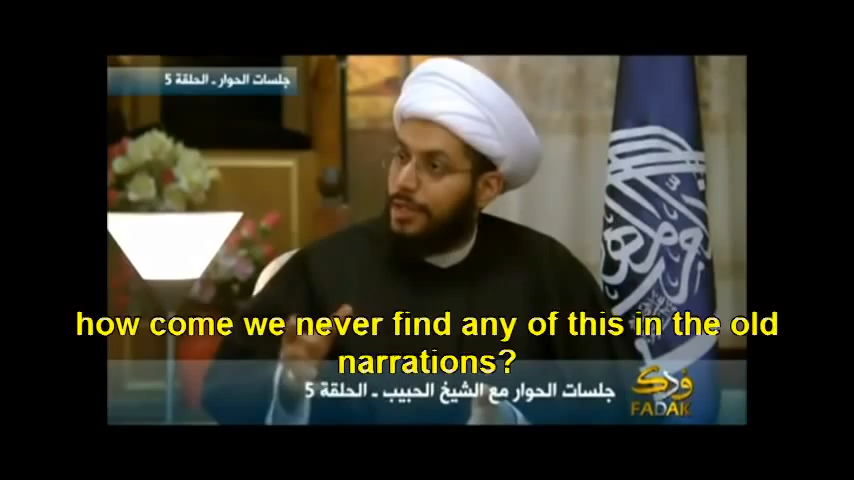 جلسات الحوار ـ الحلقة 5
how come we never find any of this in the old
narrations?
جلسات الحوار مع الشيخ الحبيب ـ الحلقة 5
فدك
FADAK